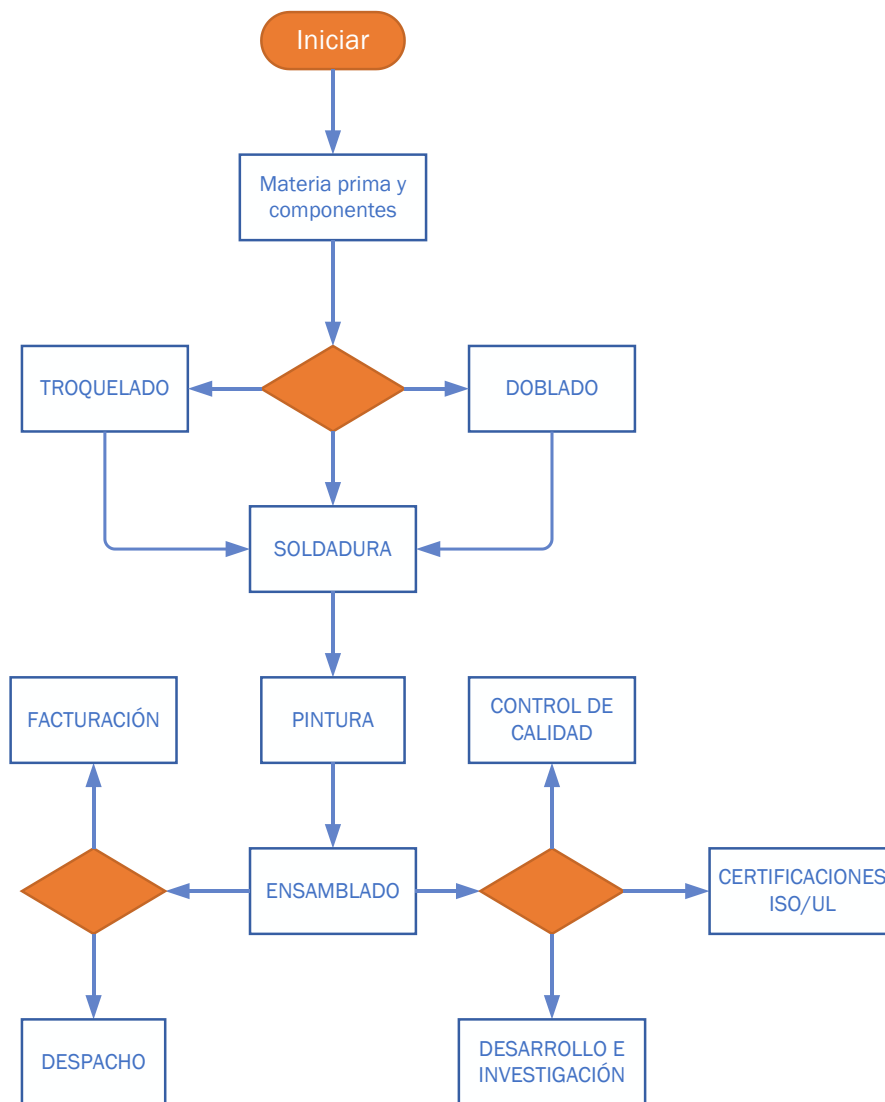 Iniciar
Materia prima y
componentes
TROQUELADO
DOBLADO
SOLDADURA
FACTURACIÓN
PINTURA
CONTROL DE
CALIDAD
ENSAMBLADO
CERTIFICACIONES
ISO/UL
DESPACHO
DESARROLLO E
INVESTIGACIÓN